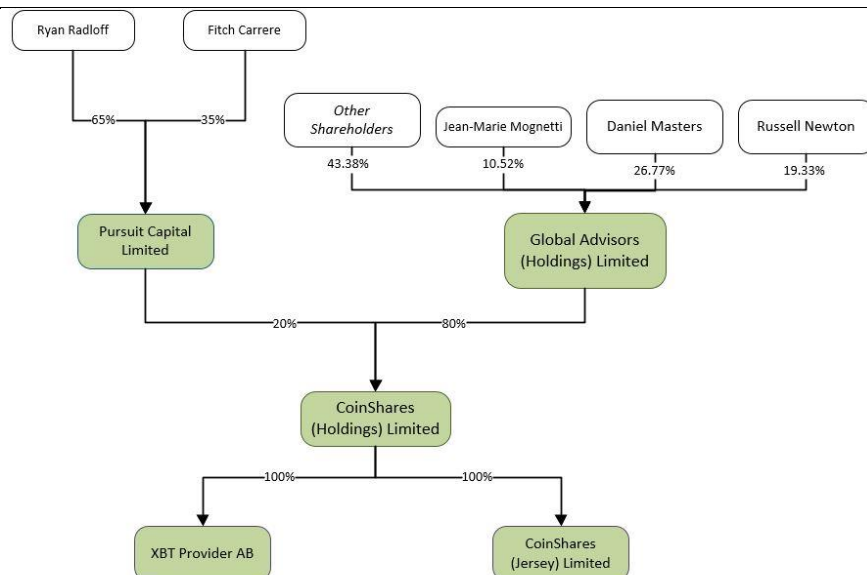 Ryan Radloff
Fitch Carrere
65%
35%
Other
Shareholders
Jean-Marie Mognetti
Daniel Masters
Russell Newton
43.38%
10.52%
26.77%
19.33%
Pursuit Capital
Limited
Global Advisors
(Holdings) Limited
20%
80%
CoinShares
(Holdings) Limited
100%
100%
XBT Provider AB
CoinShares
(Jersey) Limited